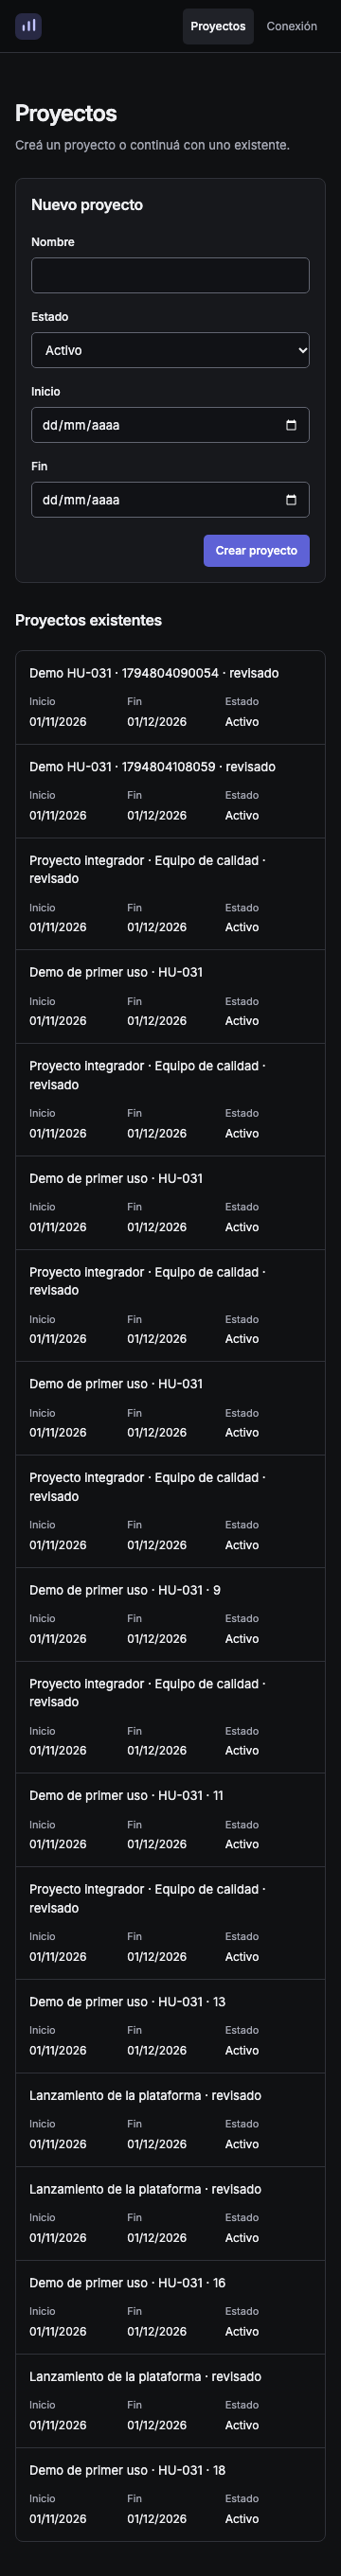 Proyectos Conexión
Proyectos
Creá un proyecto o continuá con uno existente.
Nuevo proyecto
Nombre
Estado
Activo
Inicio
dd/mm/aaaa
Fin
dd/mm/aaaa
Crear proyecto
Proyectos existentes
Demo HU-031 · 1794804090054 · revisado
Inicio Fin Estado
01/11/2026 01/12/2026 Activo
Demo HU-031 · 1794804108059 · revisado
Inicio Fin Estado
01/11/2026 01/12/2026 Activo
Proyecto integrador · Equipo de calidad ·
revisado
Inicio Fin Estado
01/11/2026 01/12/2026 Activo
Demo de primer uso · HU-031
Inicio Fin Estado
01/11/2026 01/12/2026 Activo
Proyecto integrador · Equipo de calidad ·
revisado
Inicio Fin Estado
01/11/2026 01/12/2026 Activo
Demo de primer uso · HU-031
Inicio Fin Estado
01/11/2026 01/12/2026 Activo
Proyecto integrador · Equipo de calidad ·
revisado
Inicio Fin Estado
01/11/2026 01/12/2026 Activo
Demo de primer uso · HU-031
Inicio Fin Estado
01/11/2026 01/12/2026 Activo
Proyecto integrador · Equipo de calidad ·
revisado
Inicio Fin Estado
01/11/2026 01/12/2026 Activo
Demo de primer uso · HU-031 · 9
Inicio Fin Estado
01/11/2026 01/12/2026 Activo
Proyecto integrador · Equipo de calidad ·
revisado
Inicio Fin Estado
01/11/2026 01/12/2026 Activo
Demo de primer uso · HU-031 · 11
Inicio Fin Estado
01/11/2026 01/12/2026 Activo
Proyecto integrador · Equipo de calidad ·
revisado
Inicio Fin Estado
01/11/2026 01/12/2026 Activo
Demo de primer uso · HU-031 · 13
Inicio Fin Estado
01/11/2026 01/12/2026 Activo
Lanzamiento de la plataforma · revisado
Inicio Fin Estado
01/11/2026 01/12/2026 Activo
Lanzamiento de la plataforma · revisado
Inicio Fin Estado
01/11/2026 01/12/2026 Activo
Demo de primer uso · HU-031 · 16
Inicio Fin Estado
01/11/2026 01/12/2026 Activo
Lanzamiento de la plataforma · revisado
Inicio Fin Estado
01/11/2026 01/12/2026 Activo
Demo de primer uso · HU-031 · 18
Inicio Fin Estado
01/11/2026 01/12/2026 Activo